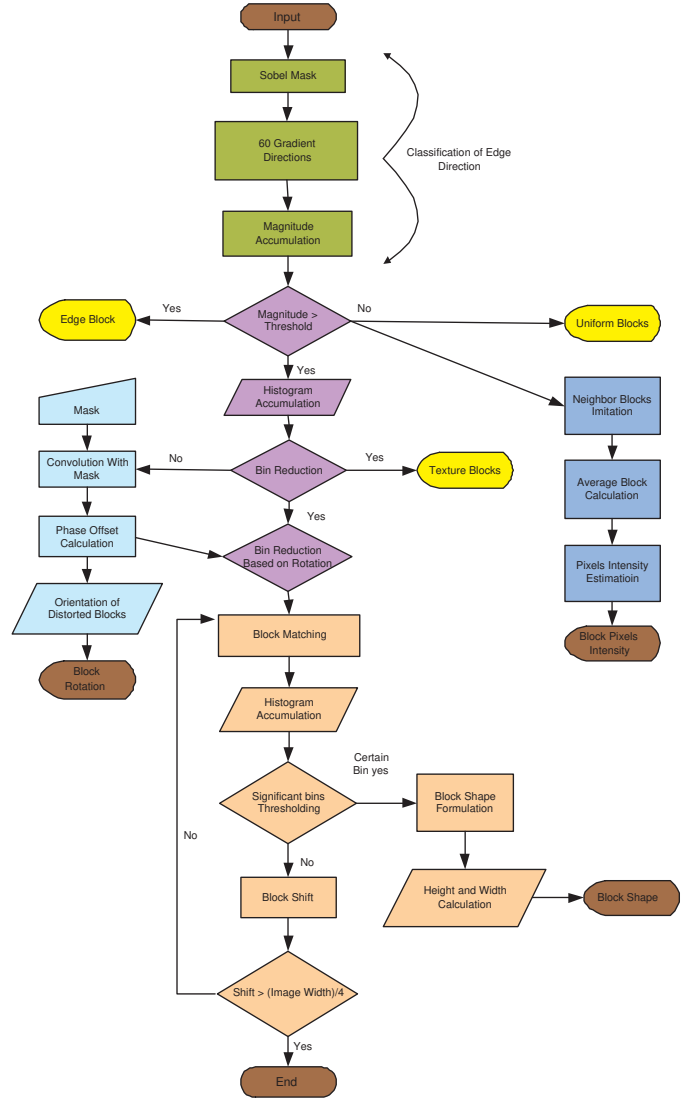 Input
Sobel Mask
60 Gradient
Directions
Classification of Edge
Direction
Magnitude
Accumulation
Yes
No
Edge Block
Magnitude >
Threshold
Uniform Blocks
Yes
Mask
Histogram
Accumulation
Neighbor Blocks
Imitation
No
Yes
Convolution With
Mask
Bin Reduction
Texture Blocks
Average Block
Calculation
Yes
Phase Offset
Calculation
Bin Reduction
Based on Rotation
Pixels Intensity
Estimatioin
Orientation of
Distorted Blocks
Block Matching
Block Pixels
Intensity
Block
Rotation
Histogram
Accumulation
Certain
Bin yes
Significant bins
Thresholding
Block Shape
Formulation
No
No
Block Shift
Height and Width
Calculation
Block Shape
Shift > (Image Width)/4
Yes
End